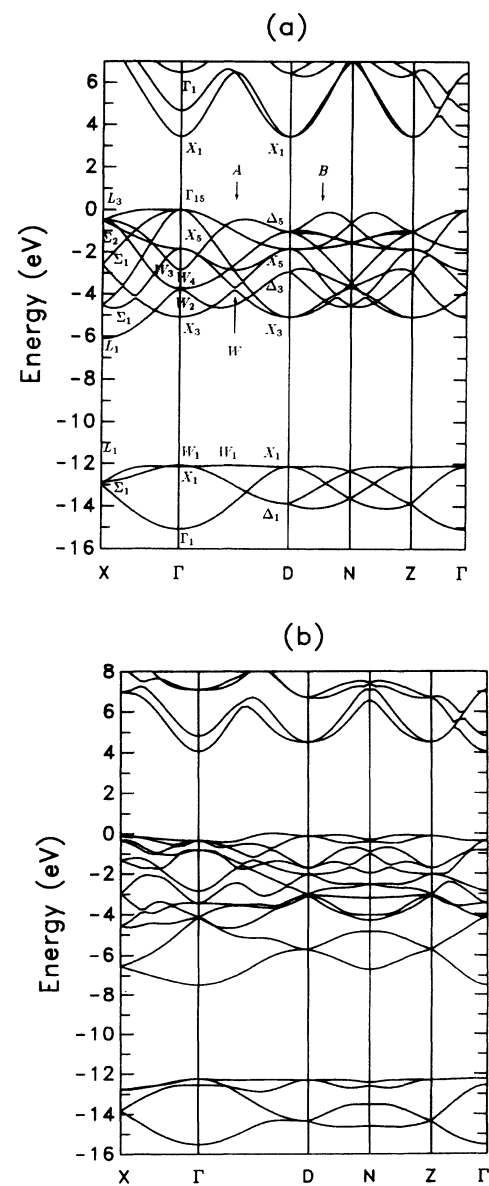 (a)
6
4
2
0
-2
-4
-6
-8
-10
-12
-14
-16
Energy (eV)
Γ₁
X₁ X₁
A B
L₃ Γ₁₅
Δ₅
Σ₂ X₅
Σ₁ W₃ W₄ X₅
Δ₃
W₂
Σ₁ X₃ X₃
L₁ W
L₁ W₁ W₁ X₁
X₁
Σ₁
Δ₁
Γ₁
X Γ D N Z Γ
(b)
8
6
4
2
0
-2
-4
-6
-8
-10
-12
-14
-16
Energy (eV)
X Γ D N Z Γ